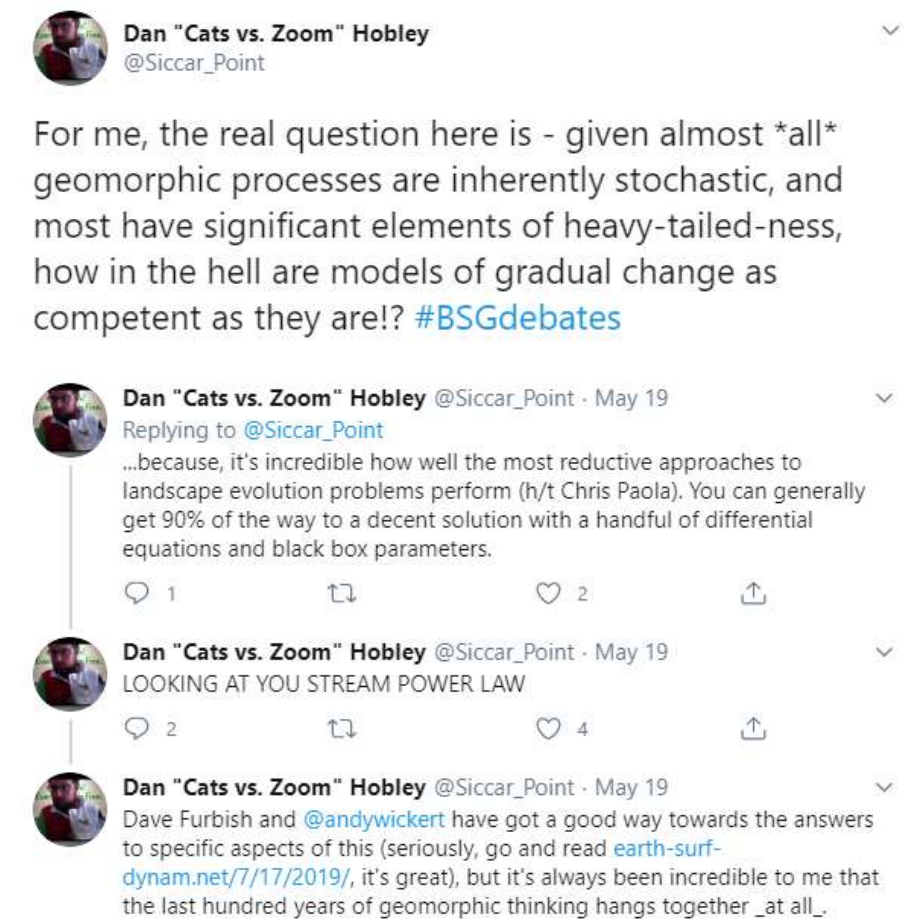 Dan "Cats vs. Zoom" Hobley
@Siccar_Point
For me, the real question here is - given almost *all*
geomorphic processes are inherently stochastic, and
most have significant elements of heavy-tailed-ness,
how in the hell are models of gradual change as
competent as they are!? #BSGdebates
Dan "Cats vs. Zoom" Hobley @Siccar_Point · May 19
Replying to @Siccar_Point
...because, it's incredible how well the most reductive approaches to
landscape evolution problems perform (h/t Chris Paola). You can generally
get 90% of the way to a decent solution with a handful of differential
equations and black box parameters.
1 2
Dan "Cats vs. Zoom" Hobley @Siccar_Point · May 19
LOOKING AT YOU STREAM POWER LAW
2 4
Dan "Cats vs. Zoom" Hobley @Siccar_Point · May 19
Dave Furbish and @andywickert have got a good way towards the answers
to specific aspects of this (seriously, go and read earth-surf-
dynam.net/7/17/2019/, it's great), but it's always been incredible to me that
the last hundred years of geomorphic thinking hangs together _at all_.